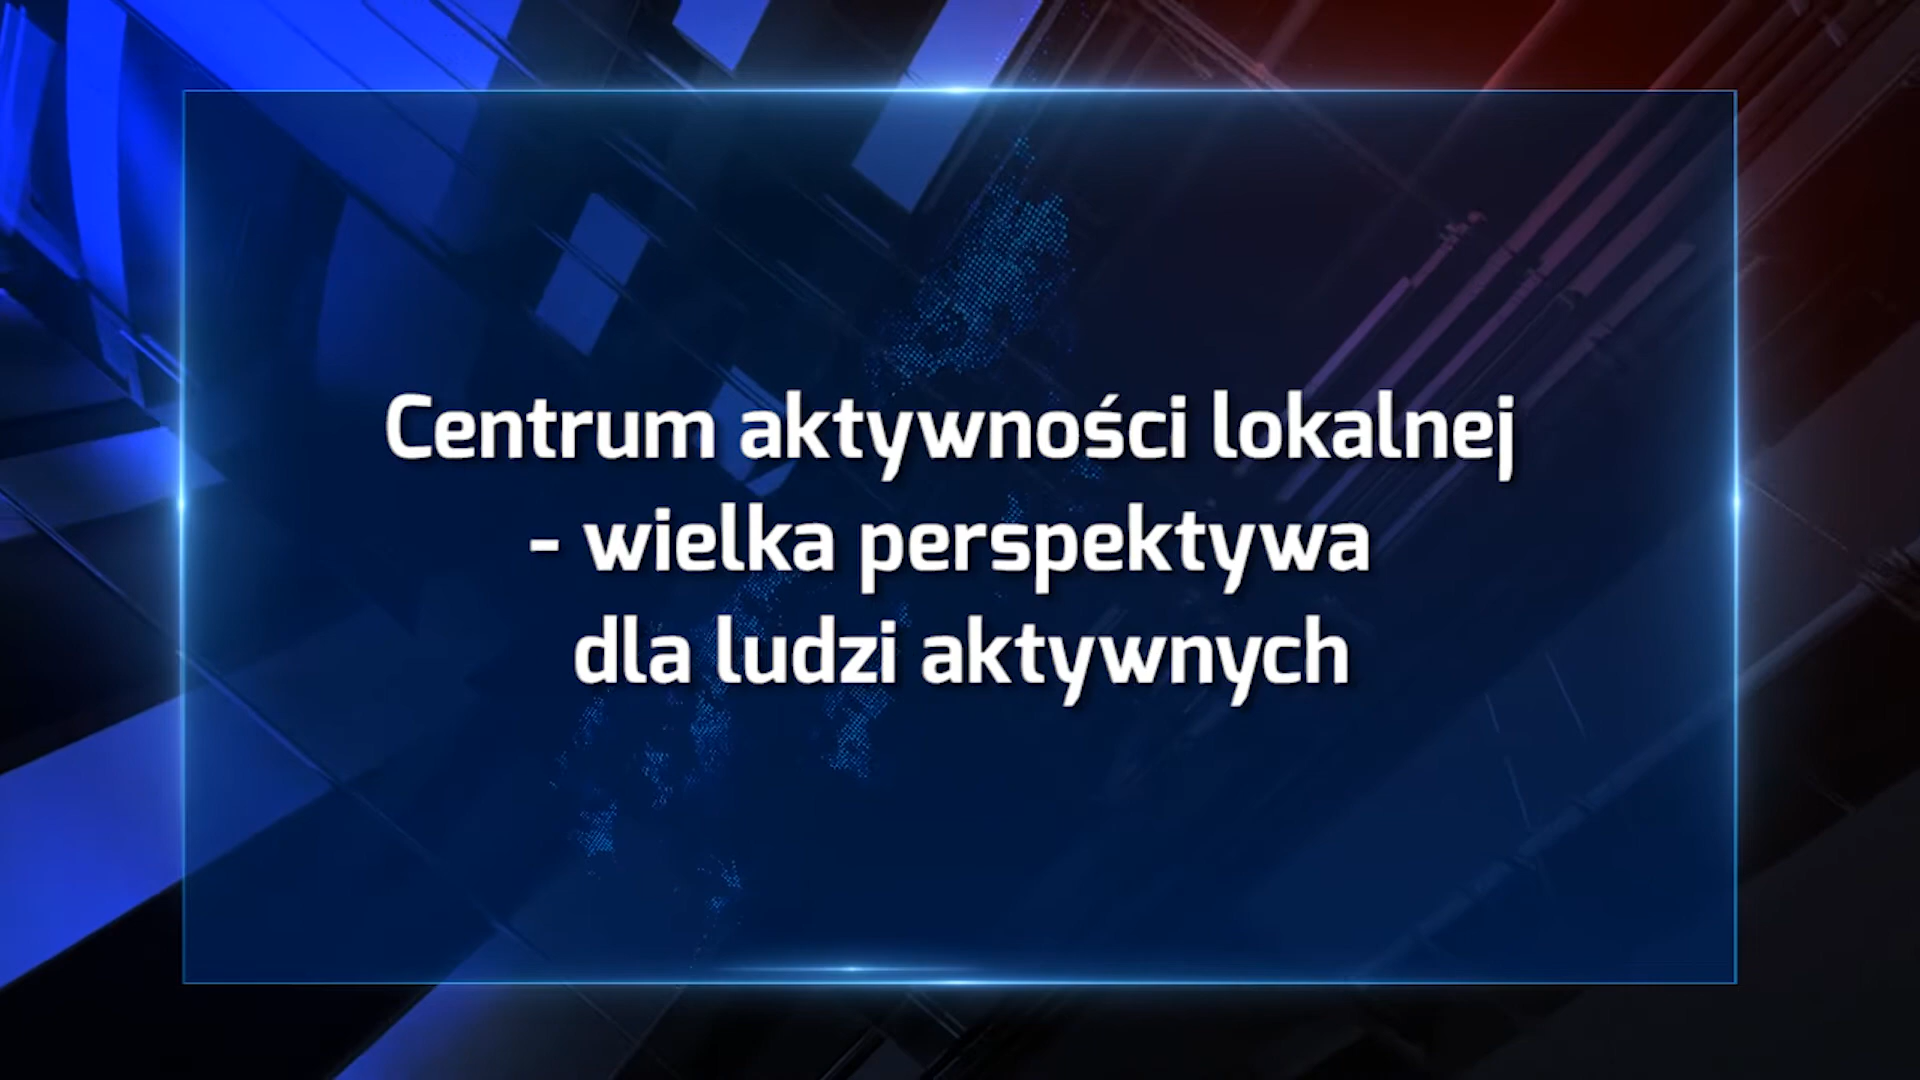 Centrum aktywności lokalnej
- wielka perspektywa
dla ludzi aktywnych